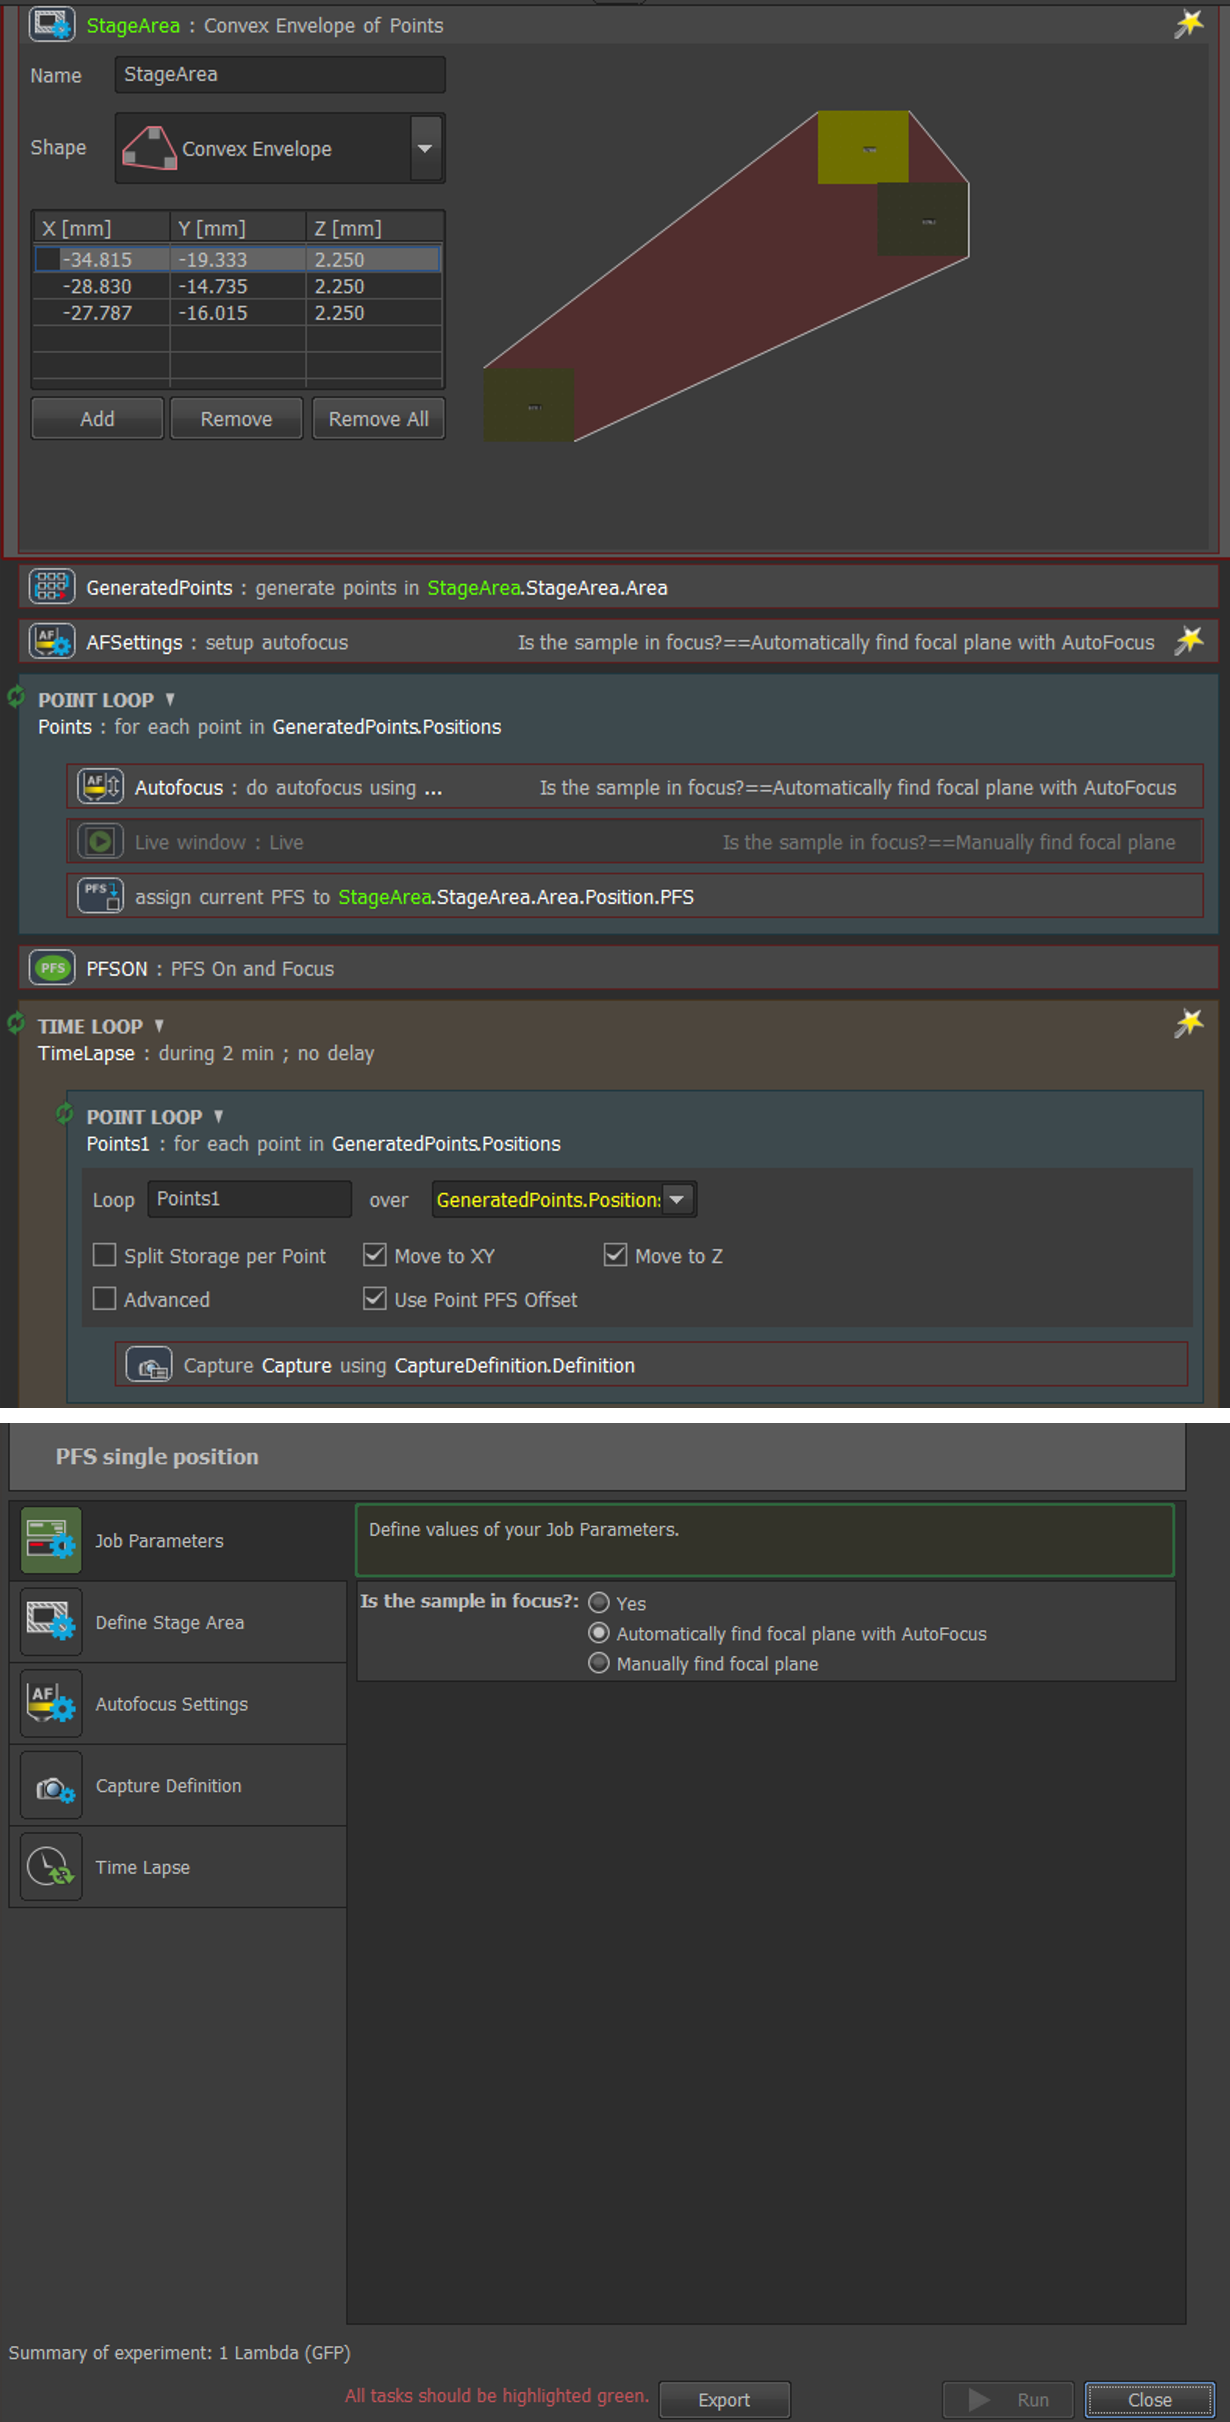 StageArea : Convex Envelope of Points
Name StageArea
Shape Convex Envelope
X [mm] Y [mm] Z [mm]
-34.815 -19.333 2.250
-28.830 -14.735 2.250
-27.787 -16.015 2.250
Add Remove Remove All
GeneratedPoints : generate points in StageArea.StageArea.Area
AFSettings : setup autofocus Is the sample in focus?==Automatically find focal plane with AutoFocus
POINT LOOP
Points : for each point in GeneratedPoints.Positions
Autofocus : do autofocus using ... Is the sample in focus?==Automatically find focal plane with AutoFocus
Live window : Live Is the sample in focus?==Manually find focal plane
PFS assign current PFS to StageArea.StageArea.Area.Position.PFS
PFS PFSON : PFS On and Focus
TIME LOOP
TimeLapse : during 2 min ; no delay
POINT LOOP
Points1 : for each point in GeneratedPoints.Positions
Loop Points1 over GeneratedPoints.Positions
Split Storage per Point Move to XY Move to Z
Advanced Use Point PFS Offset
Capture Capture using CaptureDefinition.Definition
PFS single position
Job Parameters
Define values of your Job Parameters.
Define Stage Area
Is the sample in focus?: Yes
Automatically find focal plane with AutoFocus
Manually find focal plane
AF Autofocus Settings
Capture Definition
Time Lapse
Summary of experiment: 1 Lambda (GFP)
All tasks should be highlighted green. Export Run Close